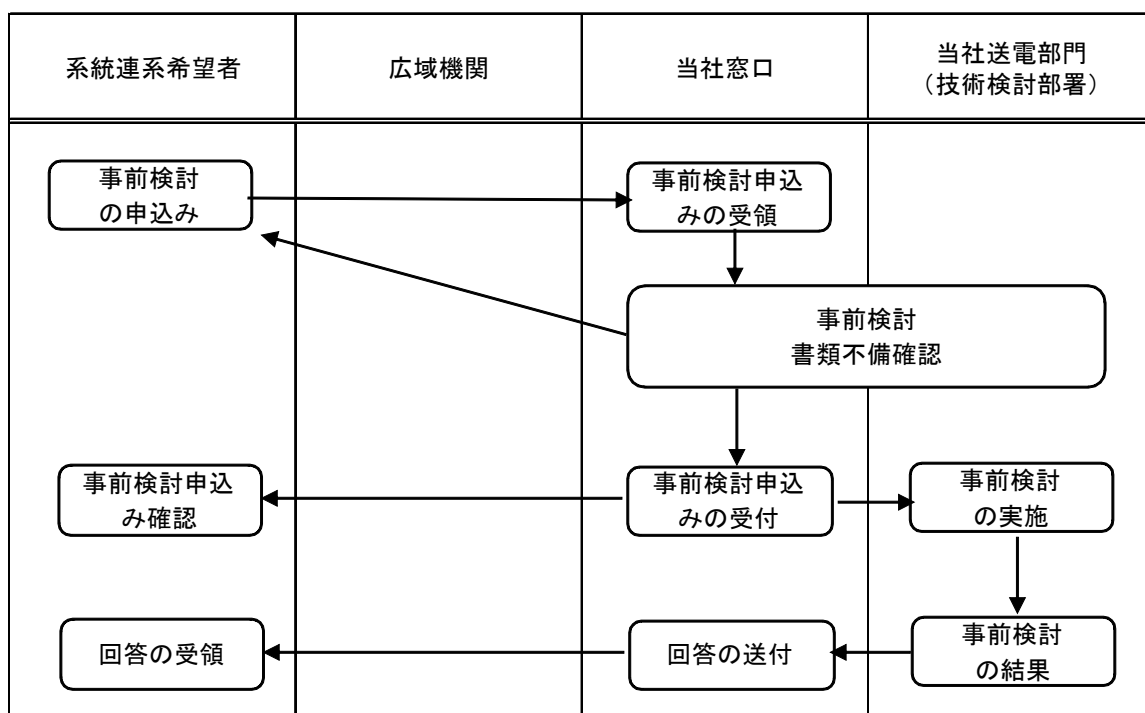 系統連系希望者
広域機関
当社窓口
当社送電部門
（技術検討部署）
事前検討
の申込み
事前検討申込
みの受領
事前検討
書類不備確認
事前検討申込
み確認
事前検討申込
みの受付
事前検討
の実施
回答の受領
回答の送付
事前検討
の結果